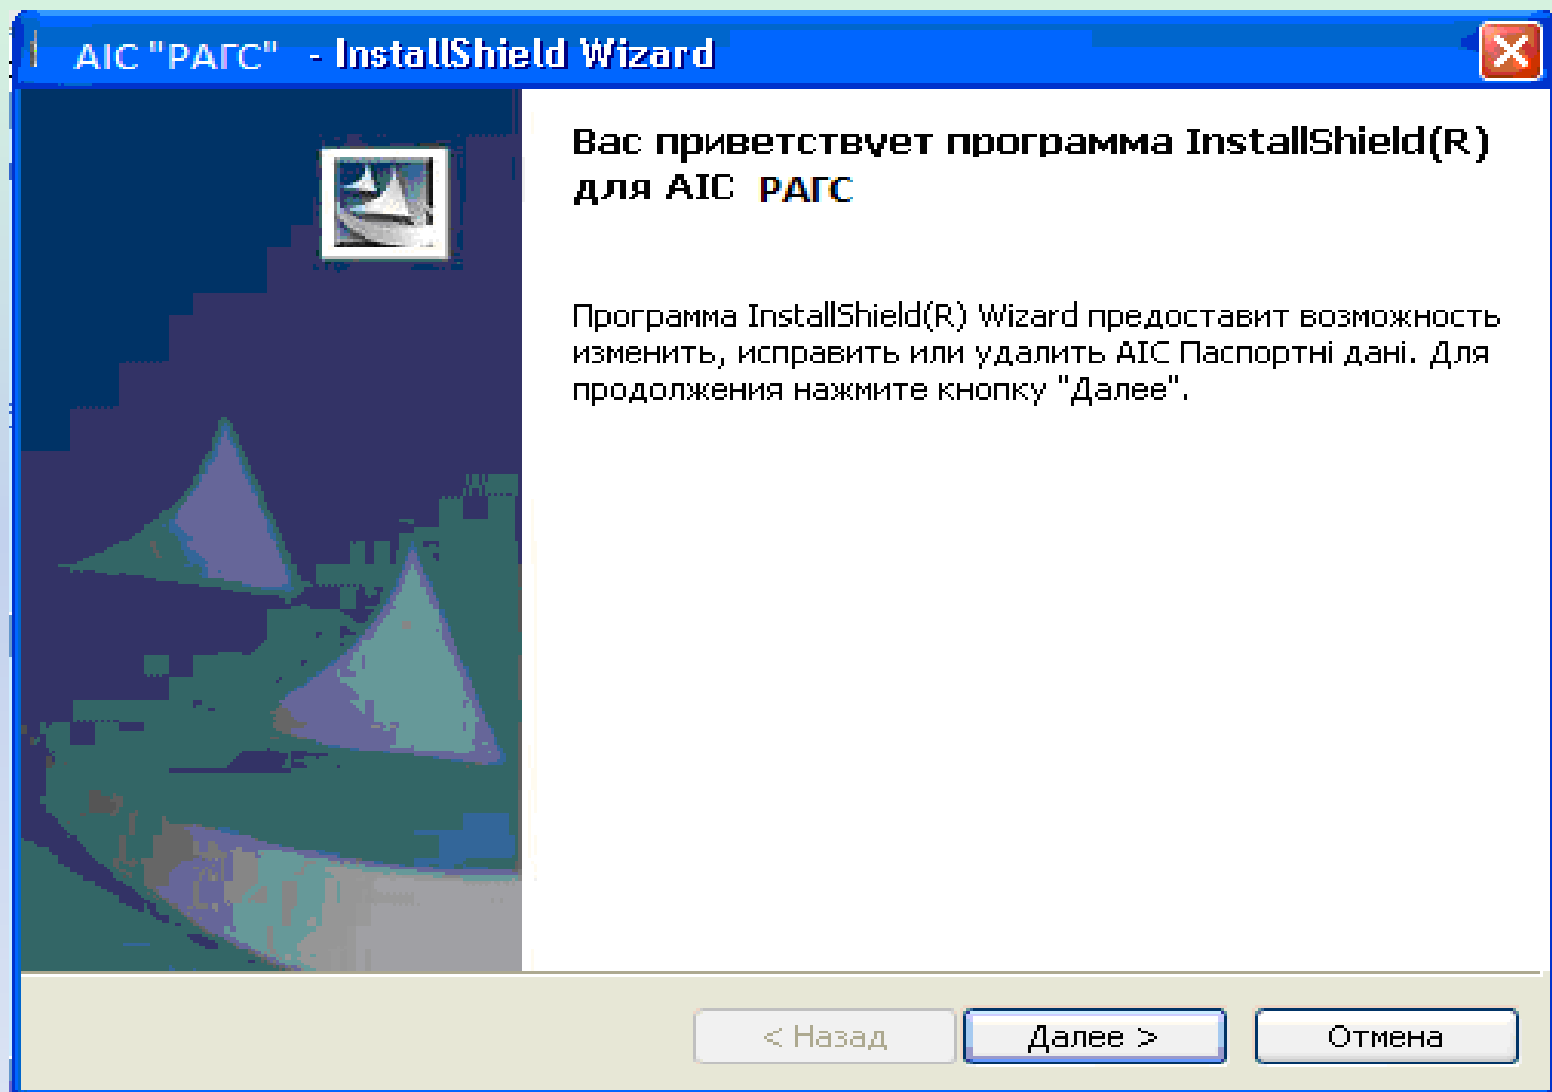 АІС "РАГС" - InstallShield Wizard
Вас приветствует программа InstallShield(R)
для АІС РАГС
Программа InstallShield(R) Wizard предоставит возможность
изменить, исправить или удалить АІС Паспортні дані. Для
продолжения нажмите кнопку "Далее".
< Назад Далее > Отмена